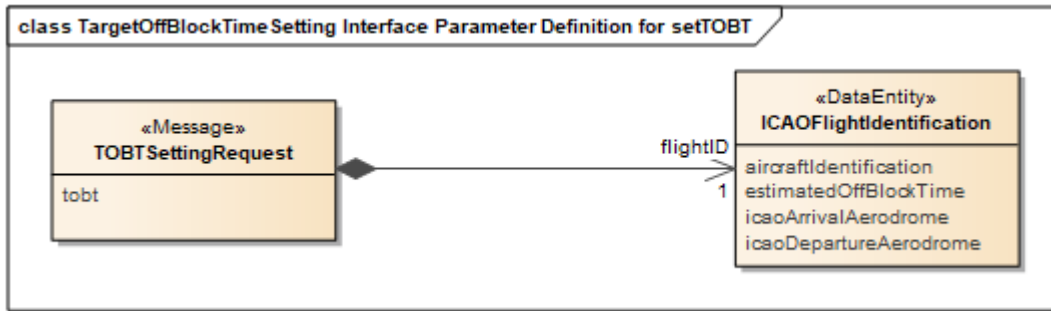 class TargetOffBlockTimeSetting Interface Parameter Definition for setTOBT
«Message»
TOBTSettingRequest
tobt
flightID
1
«DataEntity»
ICAOFlightIdentification
aircraftIdentification
estimatedOffBlockTime
icaoArrivalAerodrome
icaoDepartureAerodrome